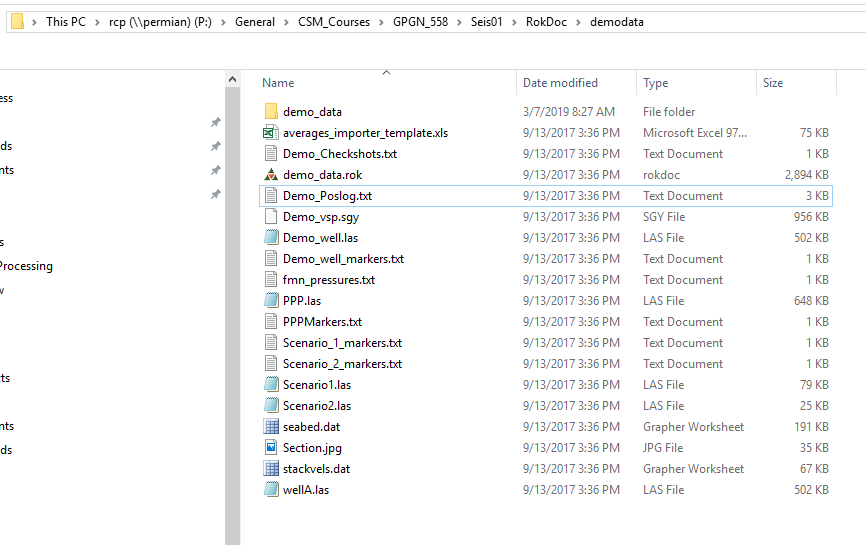 This PC > rcp (\\permian) (P:) > General > CSM_Courses > GPGN_558 > Seis01 > RokDoc > demodata
Name Date modified Type Size
demo_data 3/7/2019 8:27 AM File folder
averages_importer_template.xls 9/13/2017 3:36 PM Microsoft Excel 97... 75 KB
Demo_Checkshots.txt 9/13/2017 3:36 PM Text Document 1 KB
demo_data.rok 9/13/2017 3:36 PM rokdoc 2,894 KB
Demo_Poslog.txt 9/13/2017 3:36 PM Text Document 3 KB
Demo_vsp.sgy 9/13/2017 3:36 PM SGY File 956 KB
Demo_well.las 9/13/2017 3:36 PM LAS File 502 KB
Demo_well_markers.txt 9/13/2017 3:36 PM Text Document 1 KB
fmn_pressures.txt 9/13/2017 3:36 PM Text Document 1 KB
PPP.las 9/13/2017 3:36 PM LAS File 648 KB
PPPMarkers.txt 9/13/2017 3:36 PM Text Document 1 KB
Scenario_1_markers.txt 9/13/2017 3:36 PM Text Document 1 KB
Scenario_2_markers.txt 9/13/2017 3:36 PM Text Document 1 KB
Scenario1.las 9/13/2017 3:36 PM LAS File 79 KB
Scenario2.las 9/13/2017 3:36 PM LAS File 25 KB
seabed.dat 9/13/2017 3:36 PM Grapher Worksheet 191 KB
Section.jpg 9/13/2017 3:36 PM JPG File 35 KB
stackvels.dat 9/13/2017 3:36 PM Grapher Worksheet 67 KB
wellA.las 9/13/2017 3:36 PM LAS File 502 KB
ess
ds
nts
s
Processing
v
ts
nts
ds